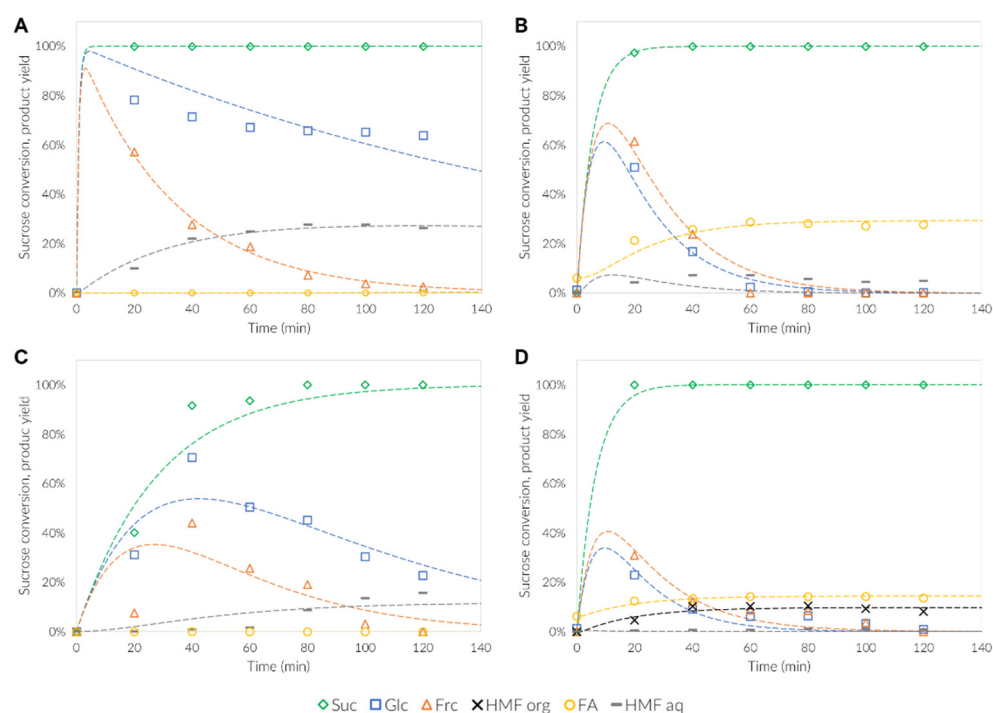 A
Sucrose conversion, product yield
100%
80%
60%
40%
20%
0%
0 20 40 60 80 100 120 140
Time (min)
B
Sucrose conversion, product yield
100%
80%
60%
40%
20%
0%
0 20 40 60 80 100 120 140
Time (min)
C
Sucrose conversion, produc yield
100%
80%
60%
40%
20%
0%
0 20 40 60 80 100 120 140
Time (min)
D
Sucrose conversion, product yield
100%
80%
60%
40%
20%
0%
0 20 40 60 80 100 120 140
Time (min)
Suc Glc Frc HMF org FA HMF aq